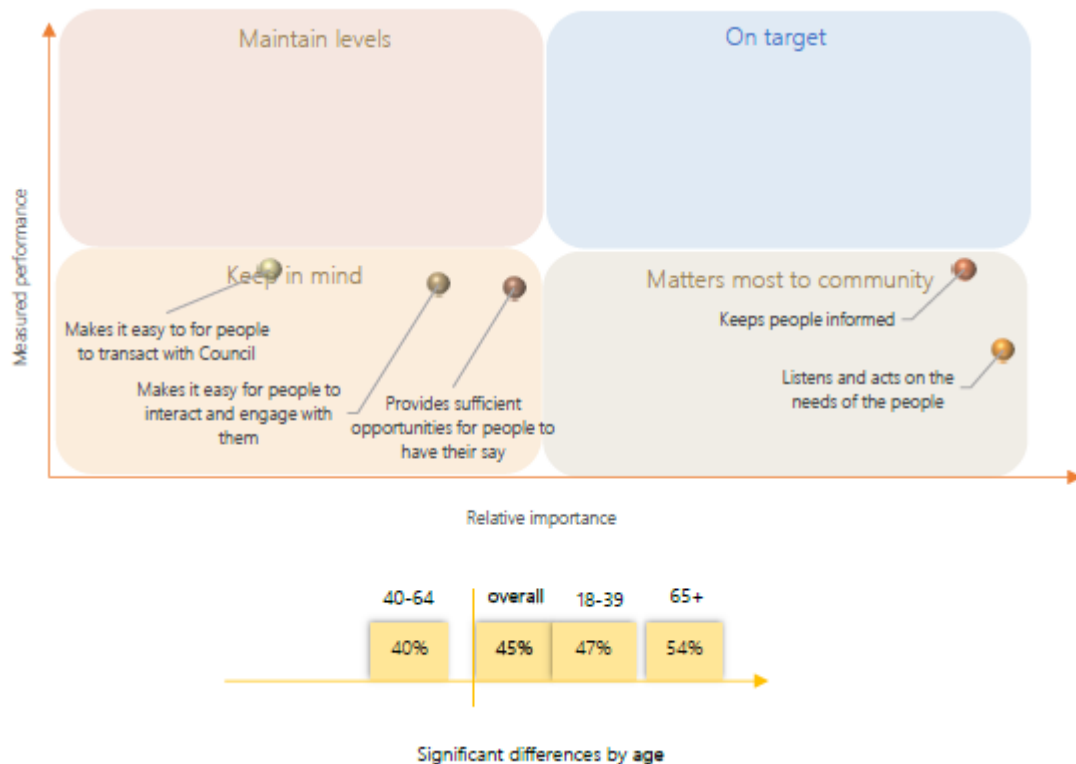 Maintain levels
On target
Measured performance
Keep in mind
Matters most to community
Makes it easy to for people
to transact with Council
Makes it easy for people to
interact and engage with
them
Provides sufficient
opportunities for people to
have their say
Keeps people informed
Listens and acts on the
needs of the people
Relative importance
40-64
overall
18-39
65+
40%
45%
47%
54%
Significant differences by age